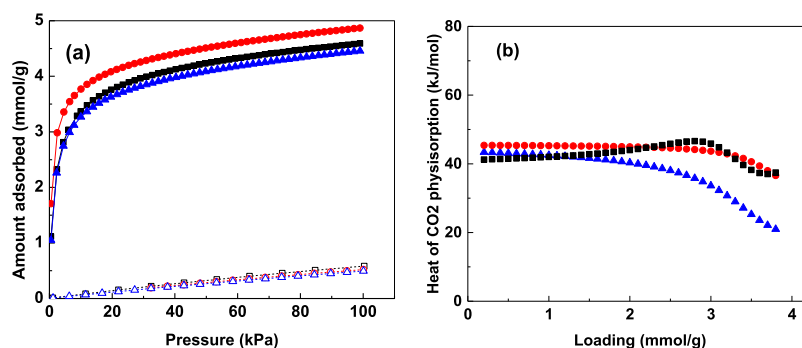 (a)
Amount adsorbed (mmol/g)
5
4
3
2
1
0
0 20 40 60 80 100
Pressure (kPa)
(b)
Heat of CO2 physisorption (kJ/mol)
80
60
40
20
0
0 1 2 3 4
Loading (mmol/g)